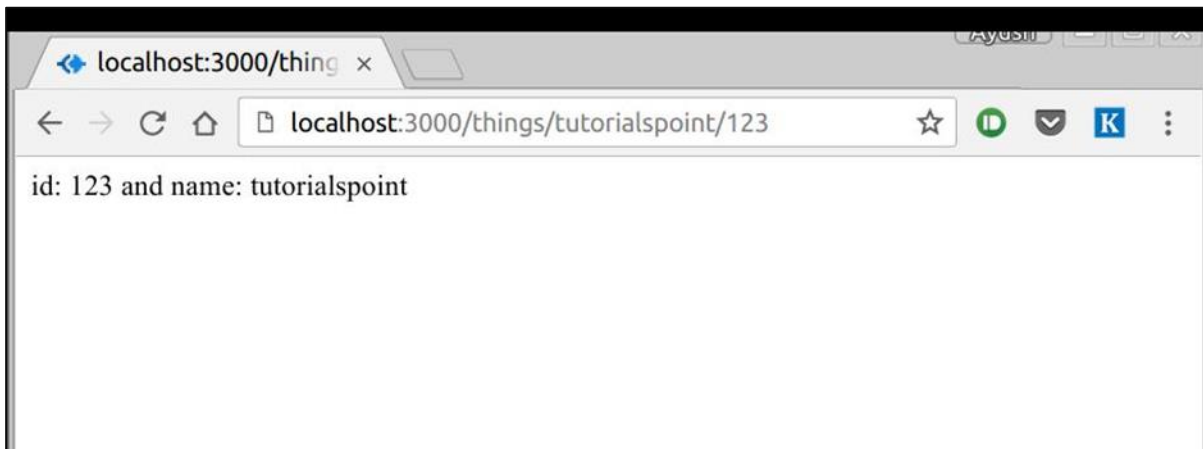 Ayush
localhost:3000/thing
localhost:3000/things/tutorialspoint/123
K
id: 123 and name: tutorialspoint